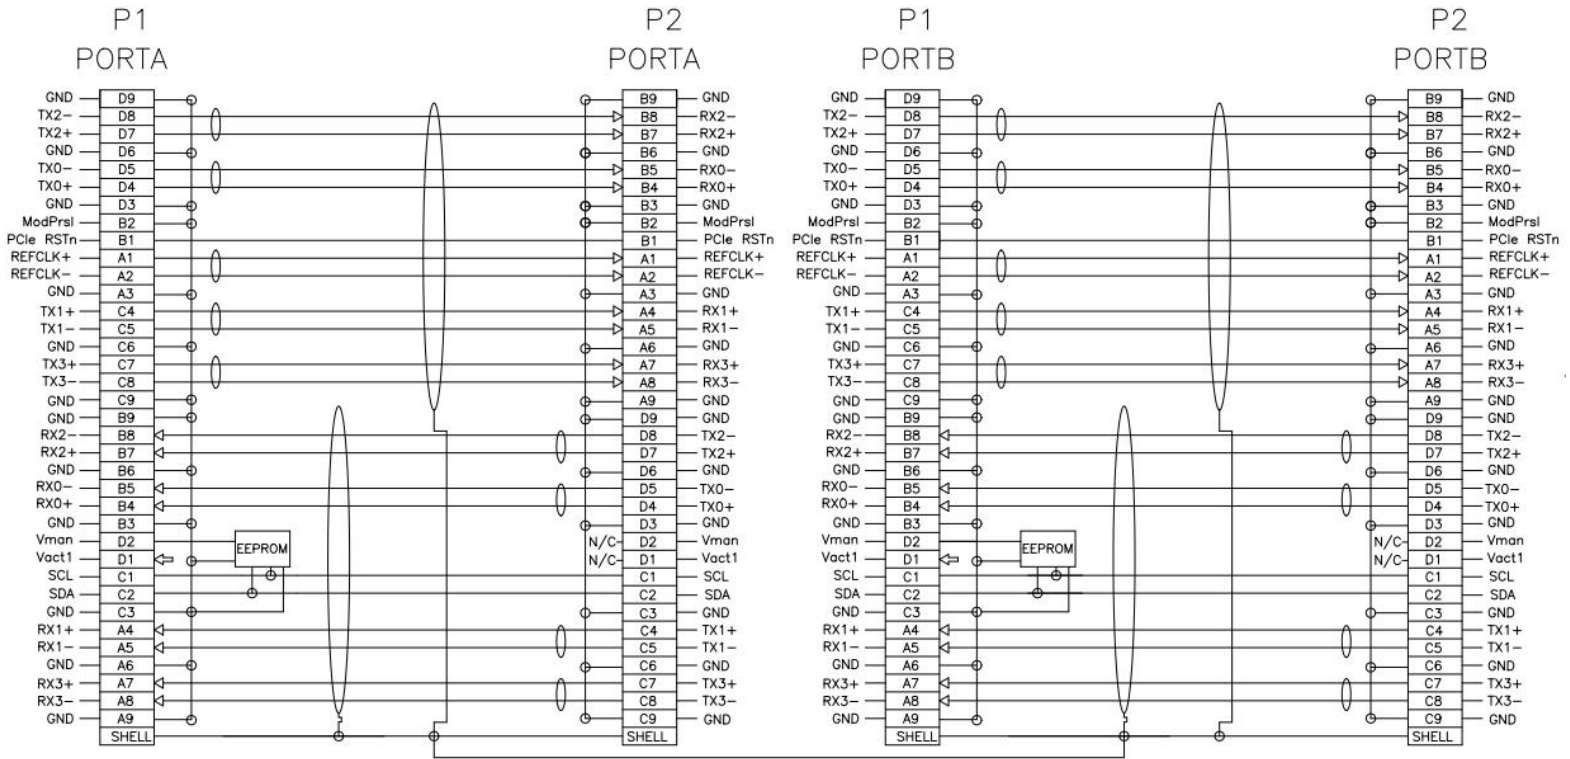 P1 P2 P1 P2
PORTA PORTA PORTB PORTB
GND D9 B9 GND GND D9 B9 GND
TX2- D8 B8 RX2- TX2- D8 B8 RX2-
TX2+ D7 B7 RX2+ TX2+ D7 B7 RX2+
GND D6 B6 GND GND D6 B6 GND
TX0- D5 B5 RX0- TX0- D5 B5 RX0-
TX0+ D4 B4 RX0+ TX0+ D4 B4 RX0+
GND D3 B3 GND GND D3 B3 GND
ModPrsl B2 B2 ModPrsl ModPrsl B2 B2 ModPrsl
PCIe RSTn B1 B1 PCIe RSTn PCIe RSTn B1 B1 PCIe RSTn
REFCLK+ A1 A1 REFCLK+ REFCLK+ A1 A1 REFCLK+
REFCLK- A2 A2 REFCLK- REFCLK- A2 A2 REFCLK-
GND A3 A3 GND GND A3 A3 GND
TX1+ C4 A4 RX1+ TX1+ C4 A4 RX1+
TX1- C5 A5 RX1- TX1- C5 A5 RX1-
GND C6 A6 GND GND C6 A6 GND
TX3+ C7 A7 RX3+ TX3+ C7 A7 RX3+
TX3- C8 A8 RX3- TX3- C8 A8 RX3-
GND C9 A9 GND GND C9 A9 GND
GND B9 D9 GND GND B9 D9 GND
RX2- B8 D8 TX2- RX2- B8 D8 TX2-
RX2+ B7 D7 TX2+ RX2+ B7 D7 TX2+
GND B6 D6 GND GND B6 D6 GND
RX0- B5 D5 TX0- RX0- B5 D5 TX0-
RX0+ B4 D4 TX0+ RX0+ B4 D4 TX0+
GND B3 D3 GND GND B3 D3 GND
Vman D2 EEPROM N/C D2 Vman Vman D2 EEPROM N/C D2 Vman
Vact1 D1 N/C D1 Vact1 Vact1 D1 N/C D1 Vact1
SCL C1 C1 SCL SCL C1 C1 SCL
SDA C2 C2 SDA SDA C2 C2 SDA
GND C3 C3 GND GND C3 C3 GND
RX1+ A4 C4 TX1+ RX1+ A4 C4 TX1+
RX1- A5 C5 TX1- RX1- A5 C5 TX1-
GND A6 C6 GND GND A6 C6 GND
RX3+ A7 C7 TX3+ RX3+ A7 C7 TX3+
RX3- A8 C8 TX3- RX3- A8 C8 TX3-
GND A9 C9 GND GND A9 C9 GND
SHELL SHELL SHELL SHELL